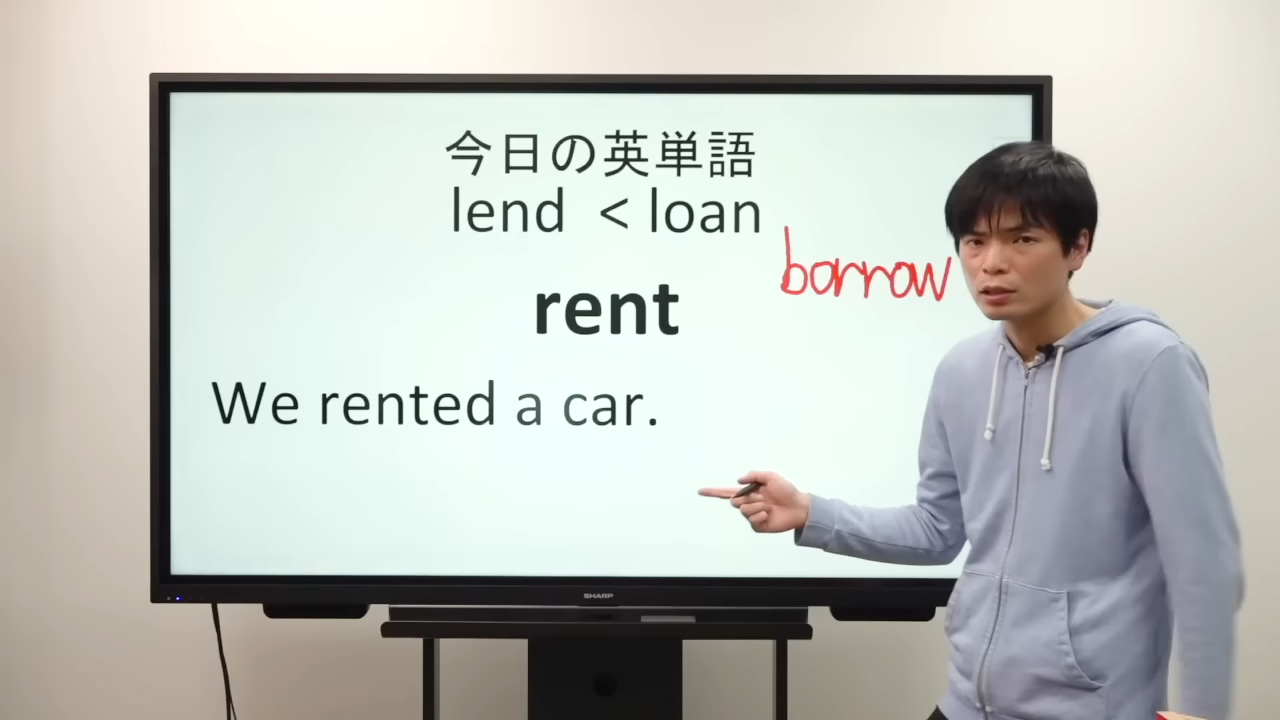 今日の英単語
lend < loan
borrow
rent
We rented a car.
SHARP